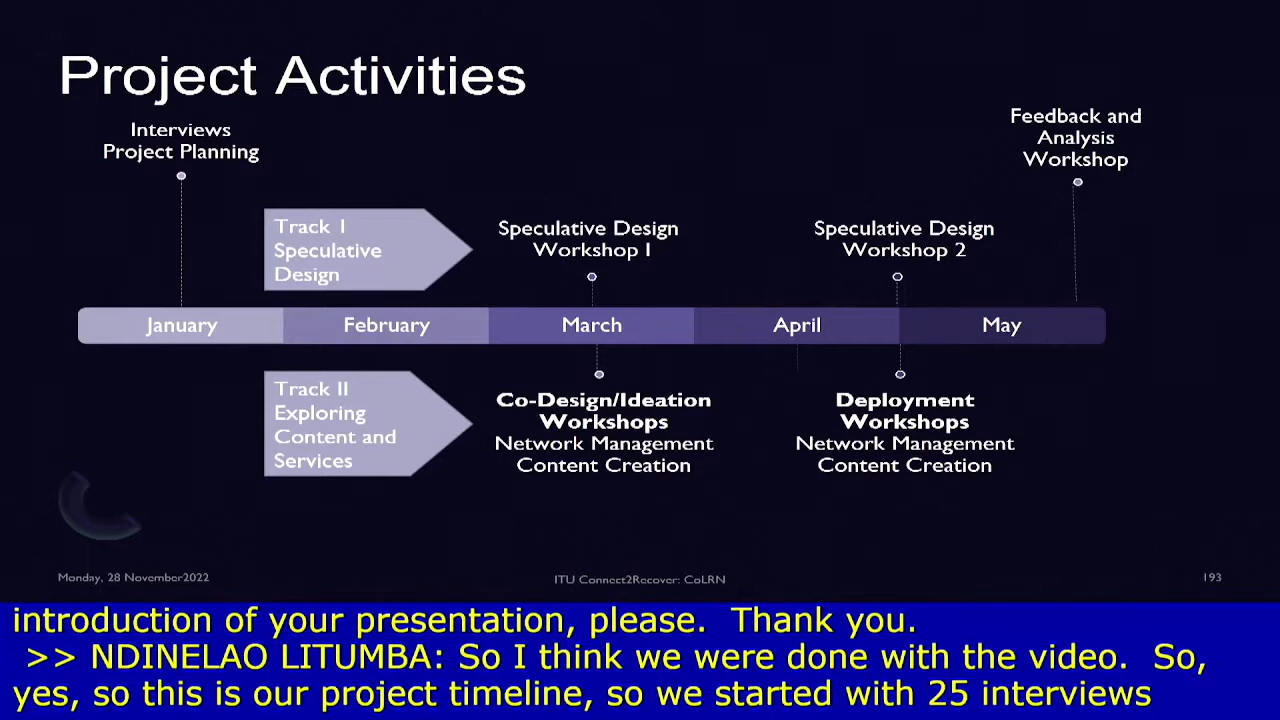 Project Activities
Interviews
Project Planning
Feedback and
Analysis
Workshop
Track I
Speculative
Design
Speculative Design
Workshop I
Speculative Design
Workshop 2
January
February
March
April
May
Track II
Exploring
Content and
Services
Co-Design/Ideation
Workshops
Network Management
Content Creation
Deployment
Workshops
Network Management
Content Creation
Monday, 28 November2022
ITU Connect2Recover: CoLRN
193
introduction of your presentation, please.  Thank you.
>> NDINELAO LITUMBA: So I think we were done with the video.  So,
yes, so this is our project timeline, so we started with 25 interviews